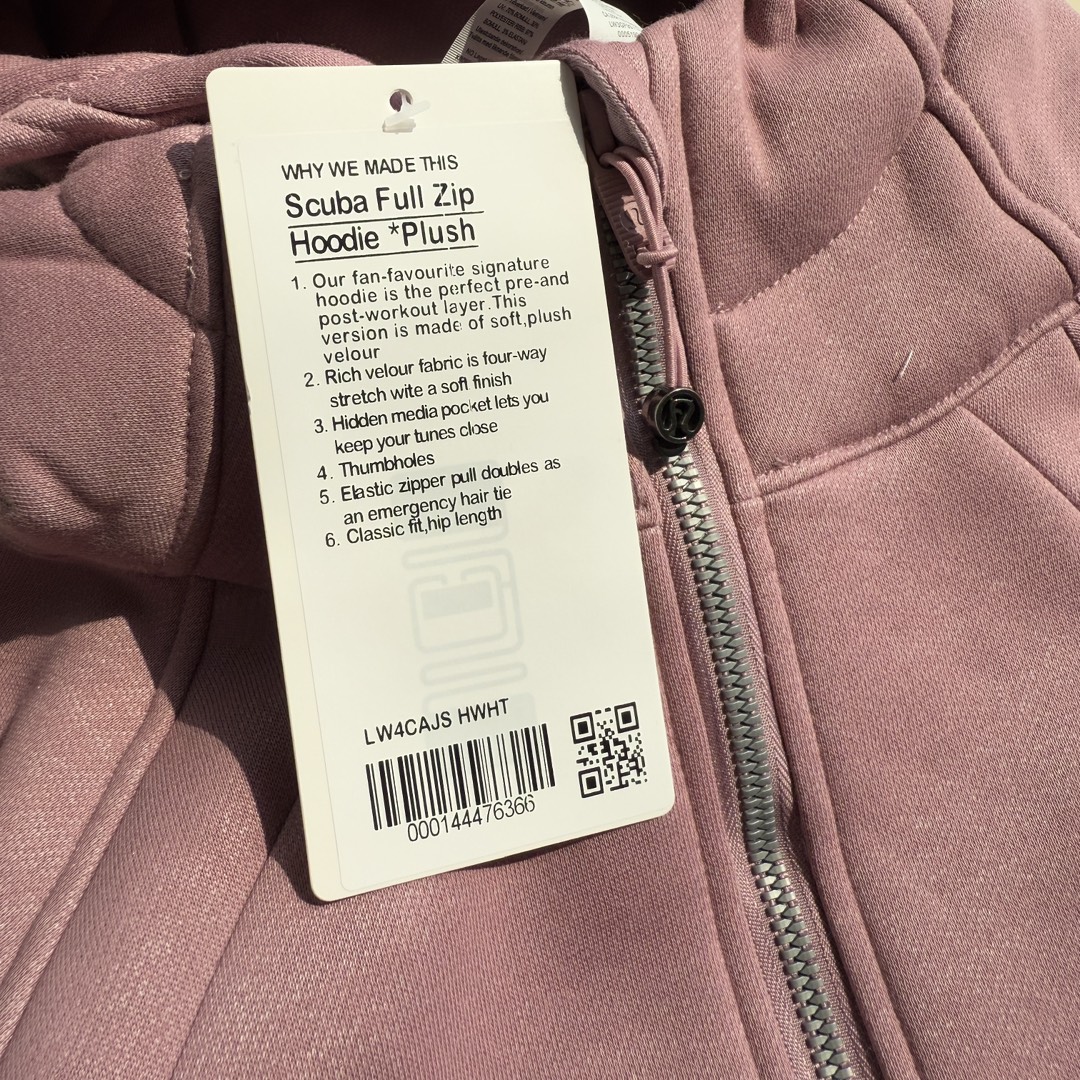 WHY WE MADE THIS
Scuba Full Zip
Hoodie *Plush
1. Our fan-favourite signature
hoodie is the perfect pre-and
post-workout layer.This
version is made of soft,plush
velour
2. Rich velour fabric is four-way
stretch wite a soft finish
3. Hidden media pocket lets you
keep your tunes close
4. Thumbholes
5. Elastic zipper pull doubles as
an emergency hair tie
6. Classic fit,hip length
LW4CAJS HWHT
000144476366